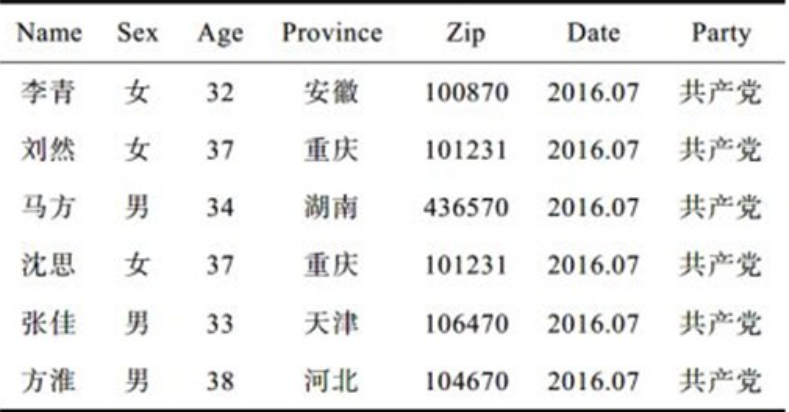 Name Sex Age Province Zip Date Party
李青 女 32 安徽 100870 2016.07 共产党
刘然 女 37 重庆 101231 2016.07 共产党
马方 男 34 湖南 436570 2016.07 共产党
沈思 女 37 重庆 101231 2016.07 共产党
张佳 男 33 天津 106470 2016.07 共产党
方淮 男 38 河北 104670 2016.07 共产党